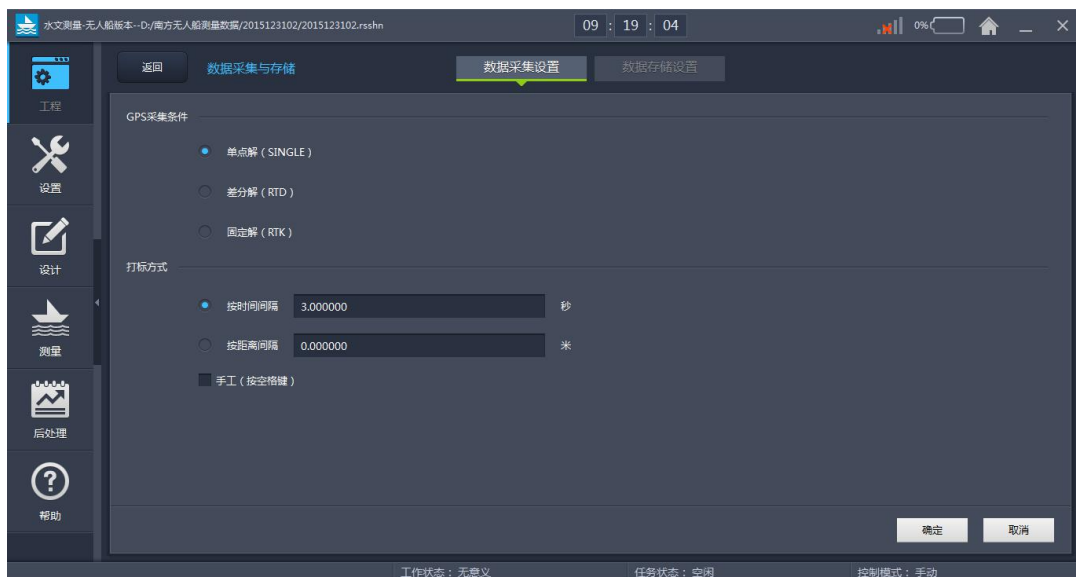 水文测量-无人船版本--D:/南方无人船测量数据/2015123102/2015123102.rsshn
09 : 19 : 04
0%
工程
设置
设计
测量
后处理
帮助
返回
数据采集与存储
数据采集设置
数据存储设置
GPS采集条件
单点解 ( SINGLE )
差分解 ( RTD )
固定解 ( RTK )
打标方式
按时间间隔 3.000000 秒
按距离间隔 0.000000 米
手工 ( 按空格键 )
确定
取消
工作状态 : 无意义
任务状态 : 空闲
控制模式 : 手动